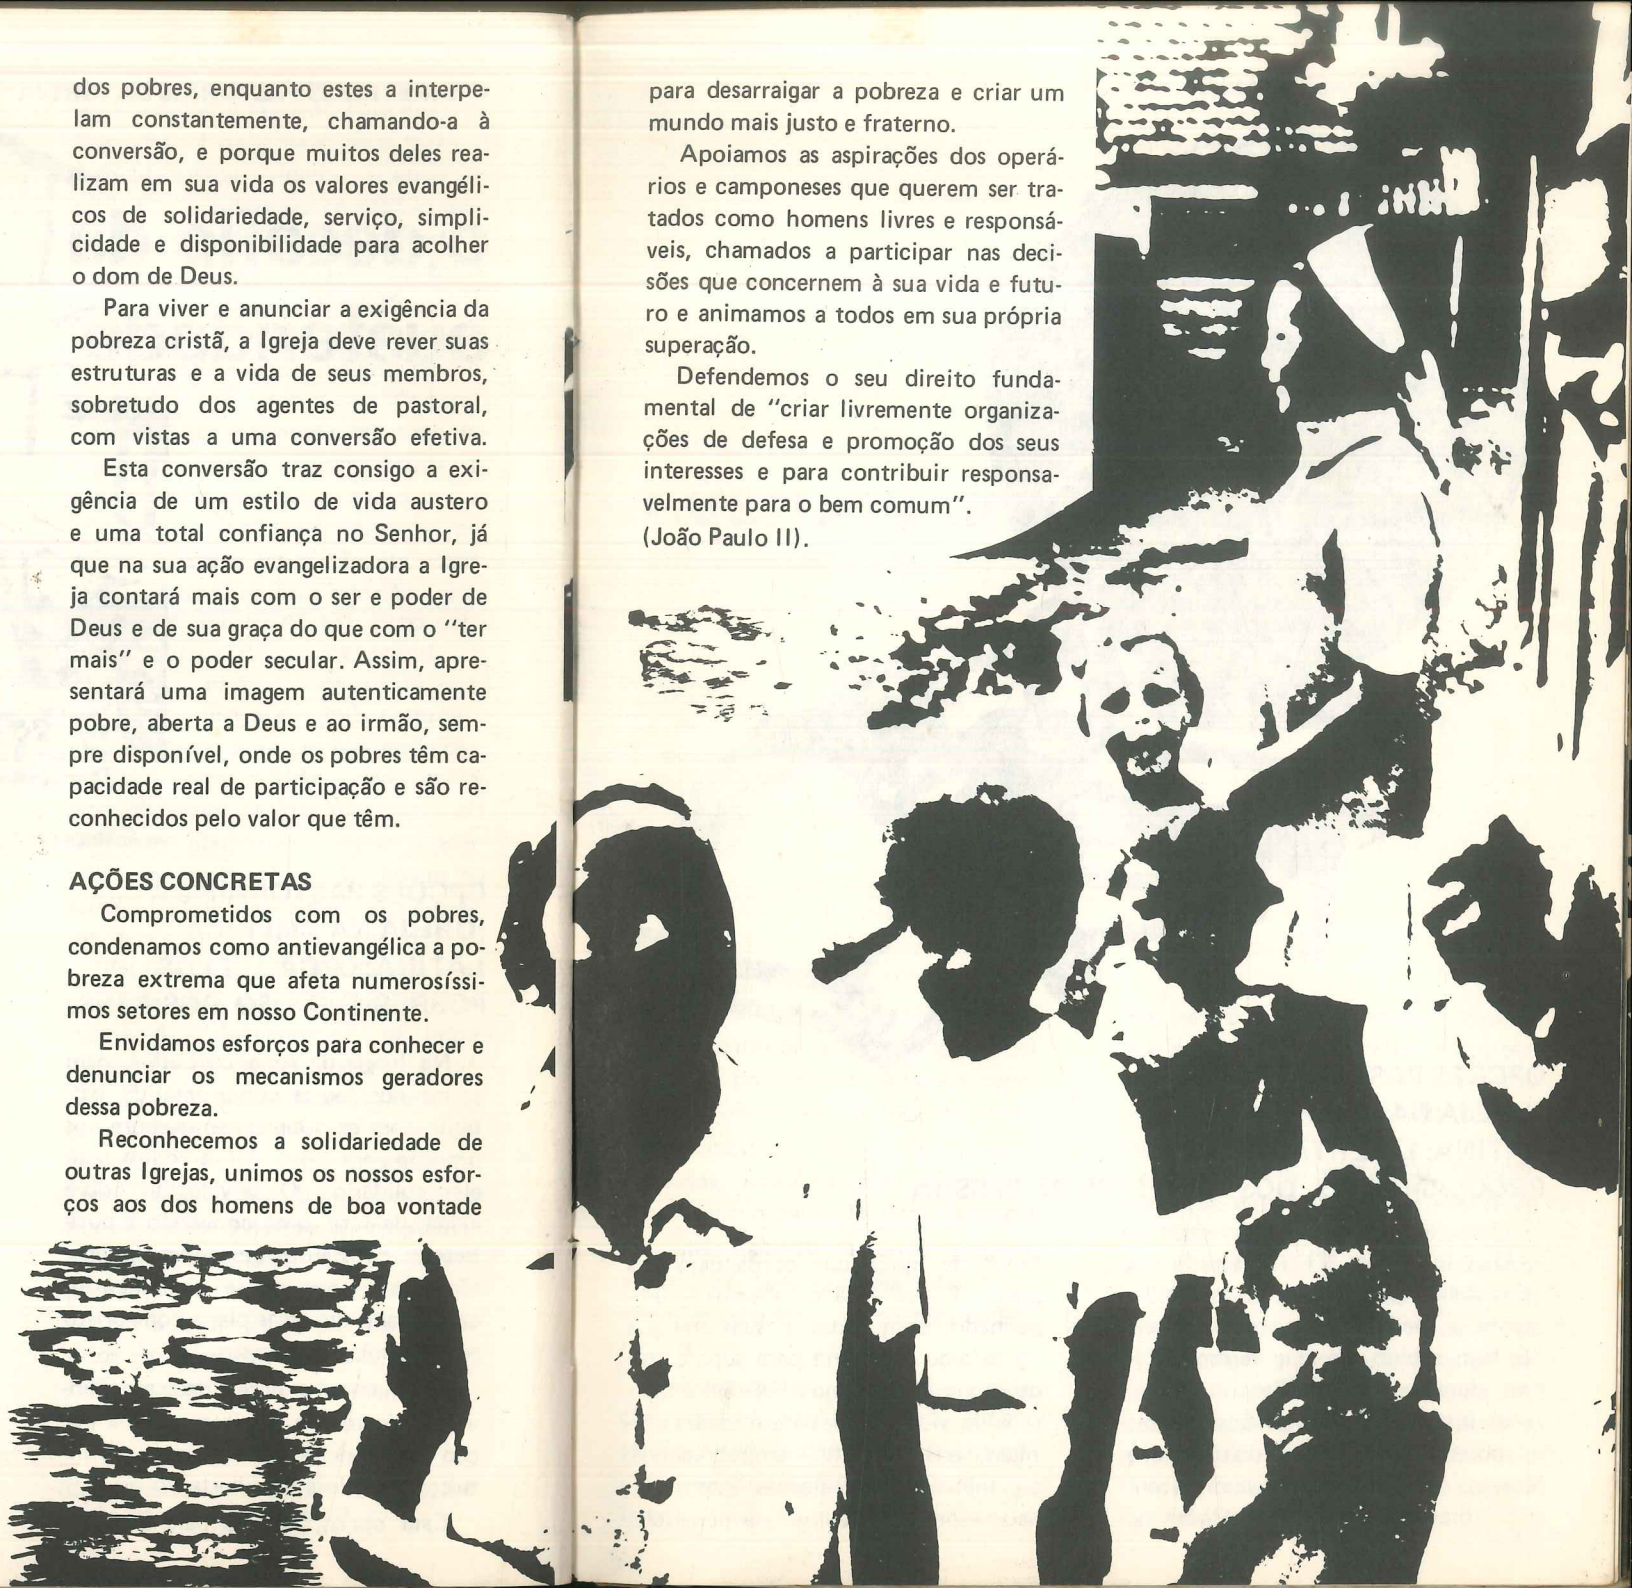 dos pobres, enquanto estes a interpe-
lam constantemente, chamando-a à
conversão, e porque muitos deles rea-
lizam em sua vida os valores evangéli-
cos de solidariedade, serviço, simpli-
cidade e disponibilidade para acolher
o dom de Deus.
Para viver e anunciar a exigência da
pobreza cristã, a Igreja deve rever suas
estruturas e a vida de seus membros,
sobretudo dos agentes de pastoral,
com vistas a uma conversão efetiva.
Esta conversão traz consigo a exi-
gência de um estilo de vida austero
e uma total confiança no Senhor, já
que na sua ação evangelizadora a Igre-
ja contará mais com o ser e poder de
Deus e de sua graça do que com o "ter
mais" e o poder secular. Assim, apre-
sentará uma imagem autenticamente
pobre, aberta a Deus e ao irmão, sem-
pre disponível, onde os pobres têm ca-
pacidade real de participação e são re-
conhecidos pelo valor que têm.
AÇÕES CONCRETAS
Comprometidos com os pobres,
condenamos como antievangélica a po-
breza extrema que afeta numerosíssi-
mos setores em nosso Continente.
Envidamos esforços para conhecer e
denunciar os mecanismos geradores
dessa pobreza.
Reconhecemos a solidariedade de
outras Igrejas, unimos os nossos esfor-
ços aos dos homens de boa vontade
para desarraigar a pobreza e criar um
mundo mais justo e fraterno.
Apoiamos as aspirações dos operá-
rios e camponeses que querem ser tra-
tados como homens livres e responsá-
veis, chamados a participar nas deci-
sões que concernem à sua vida e futu-
ro e animamos a todos em sua própria
superação.
Defendemos o seu direito funda-
mental de "criar livremente organiza-
ções de defesa e promoção dos seus
interesses e para contribuir responsa-
velmente para o bem comum".
(João Paulo II).